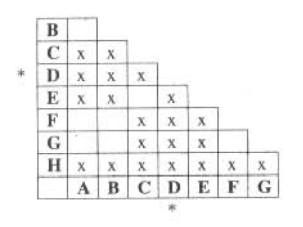 B
C x x
* D x x x
E x x x
F x x x
G x x x
H x x x x x x x
A B C D E F G
*